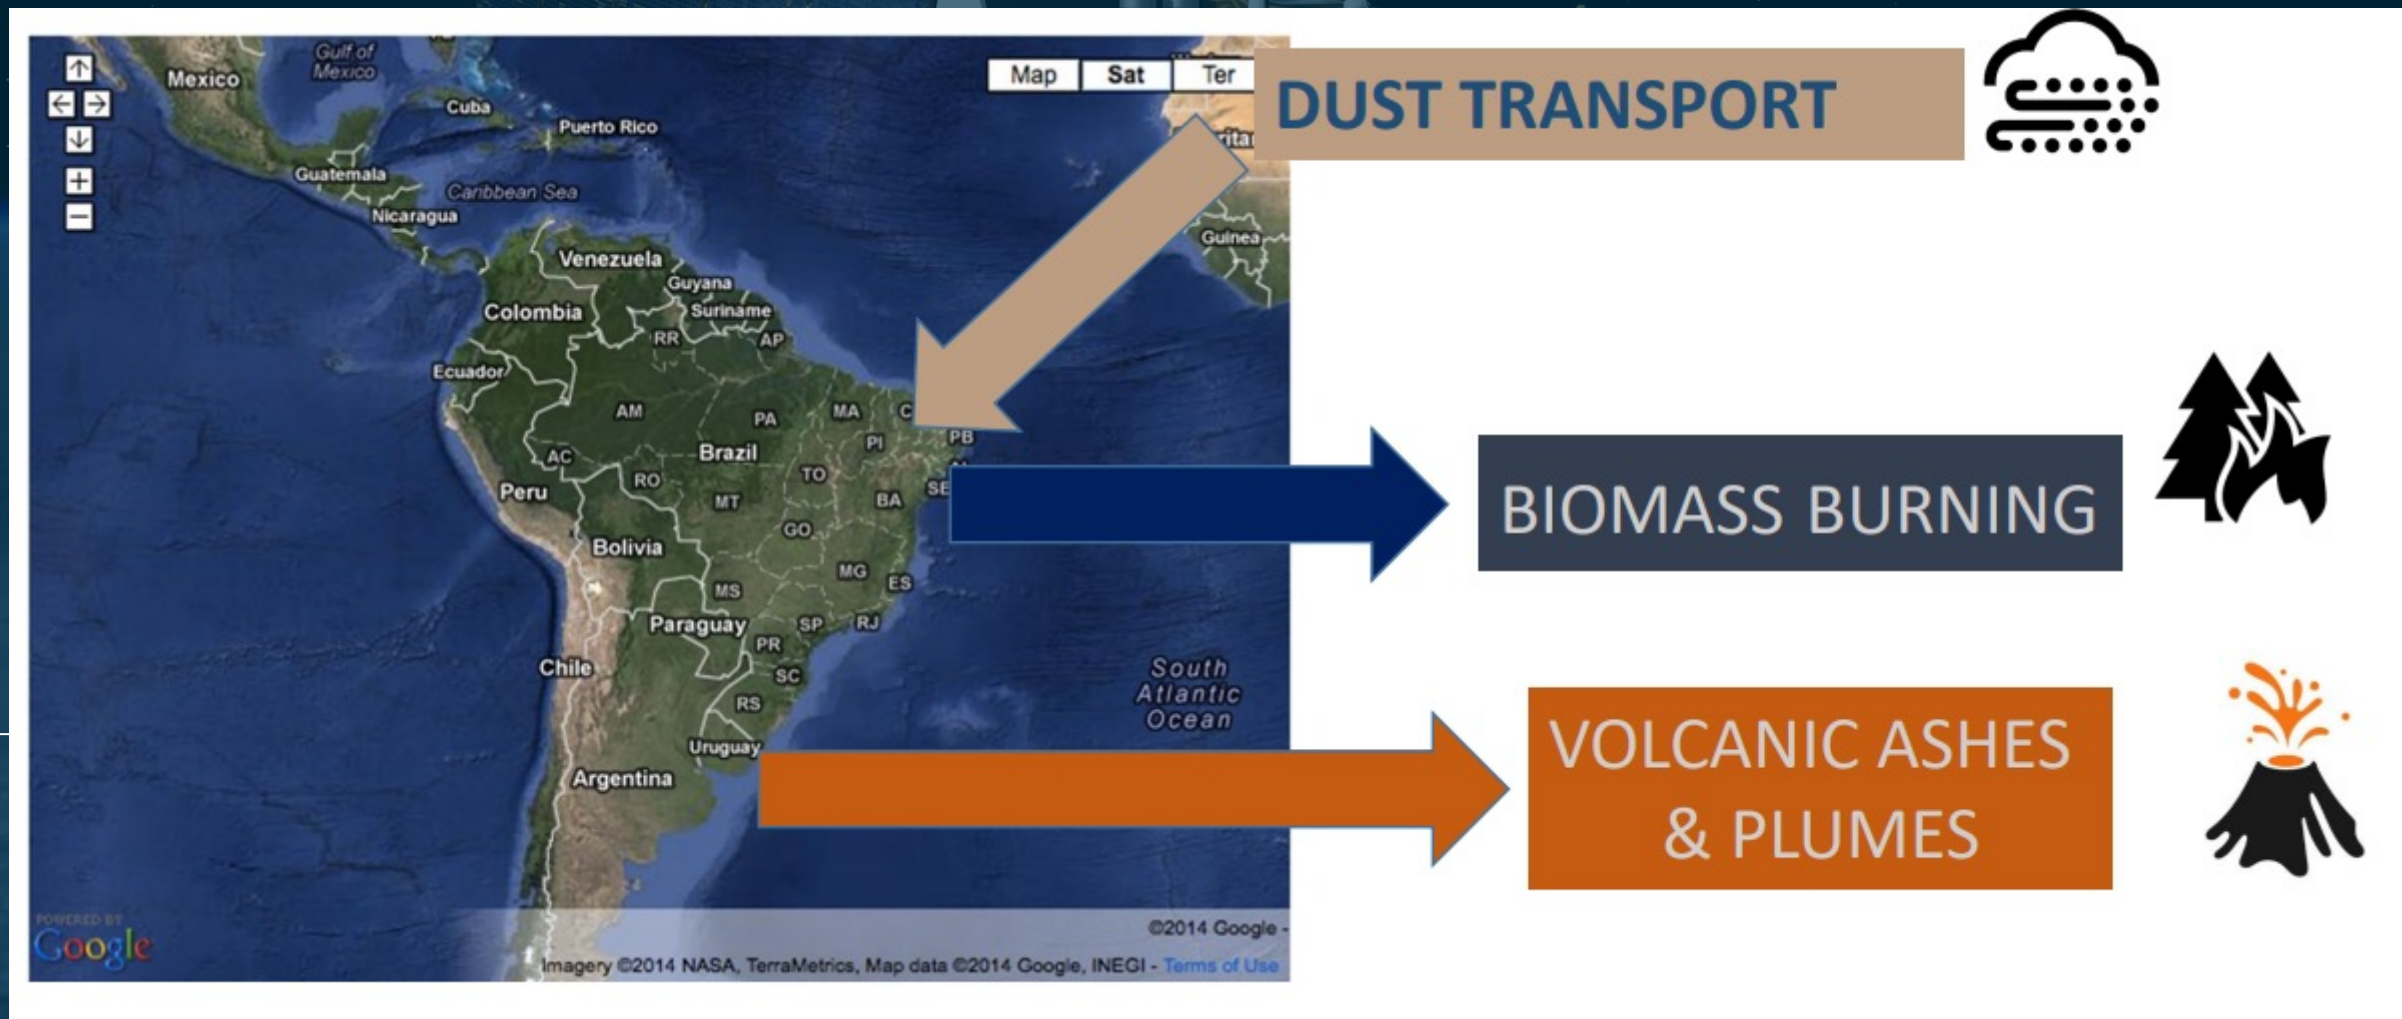 Gulf of
Mexico
Mexico
Cuba
Puerto Rico
Guatemala
Caribbean Sea
Nicaragua
Map
Sat
Ter
DUST TRANSPORT
Guinea
Venezuela
Guyana
Suriname
Colombia
RR
AP
Ecuador
AM
PA
MA
PI
PB
Brazil
AC
RO
TO
SE
Peru
MT
BA
GO
BIOMASS BURNING
Bolivia
MG
ES
MS
Paraguay
SP
RJ
PR
Chile
SC
RS
South
Atlantic
Ocean
Uruguay
Argentina
VOLCANIC ASHES
& PLUMES
POWERED BY
Google
©2014 Google -
Imagery ©2014 NASA, TerraMetrics, Map data ©2014 Google, INEGI - Terms of Use